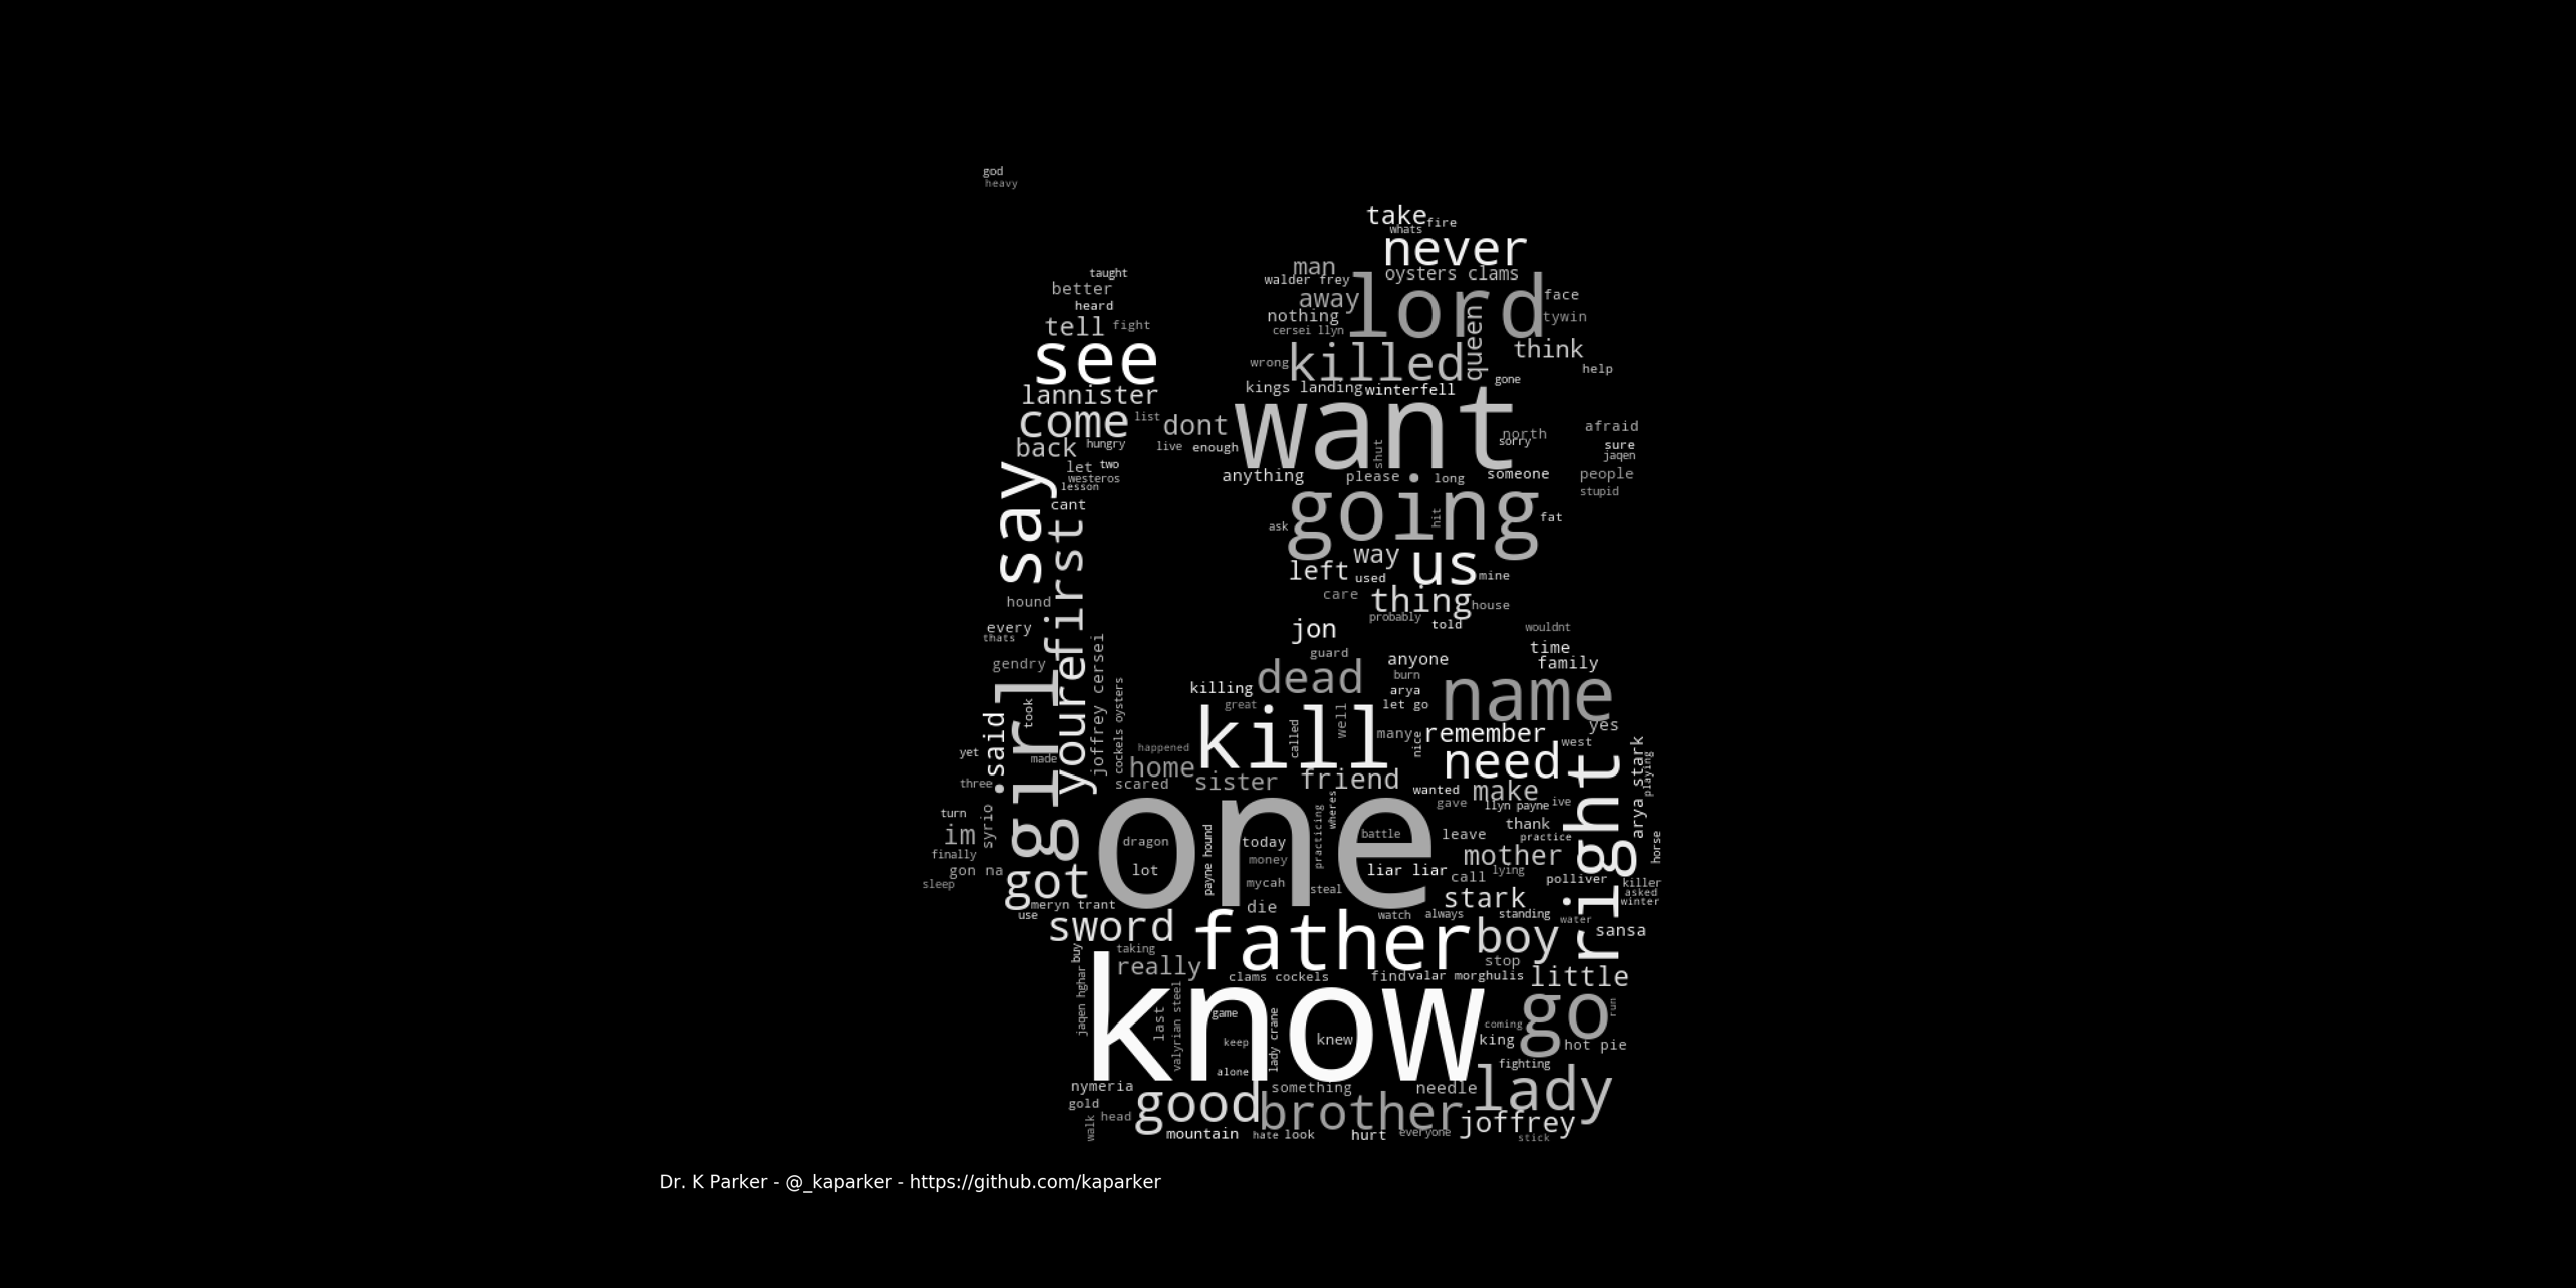 god
heavy
take fire
whats
never
man
oysters clams
taught
walder frey
better
lord
face
away
heard
nothing
tywin
tell fight
cersei llyn
queen
see
killed
think
wrong
help
gone
lannister
kings landing winterfell
come list dont
want
north
afraid
back hungry
live enough
sorry
sure
shut
jaqen
let two
westeros
lesson
anything
please
long
someone
people
stupid
say
cant
going
hit
fat
ask
first
way
us
left used
mine
care
thing house
hound
probably
told
every
thats
jon
wouldnt
guard
time
gendry
anyone
family
dead
burn
killing
arya
name
great
let go
girl
took
youre
joffrey cersei
cockels oysters
said
kill
called
well
many
nice
remember
yes
yet
made
happened
need
west
home
right
arya stark
playing
three
scared
sister
friend
wanted
make
gave
llyn payne
ive
turn
syrio
one
wheres
practicing
thank
im
dragon
payne hound
today
battle
leave
practice
horse
finally
money
mother
gon na
lot
liar liar
lying
sleep
got
mycah
steal
call
polliver
killer
asked
winter
meryn trant
die
stark
use
watch
always
standing
water
sword
father
boy
sansa
buy
taking
really
stop
clams cockels
find valar morghulis
little
jaqen hghar
last
valyrian steel
know
game
lady crane
keep
knew
alone
coming
king
go
run
hot pie
fighting
nymeria
something
needle
lady
gold
good
brother
walk
head
joffrey
mountain
hate look
hurt
everyone
stick
Dr. K Parker - @_kaparker - https://github.com/kaparker